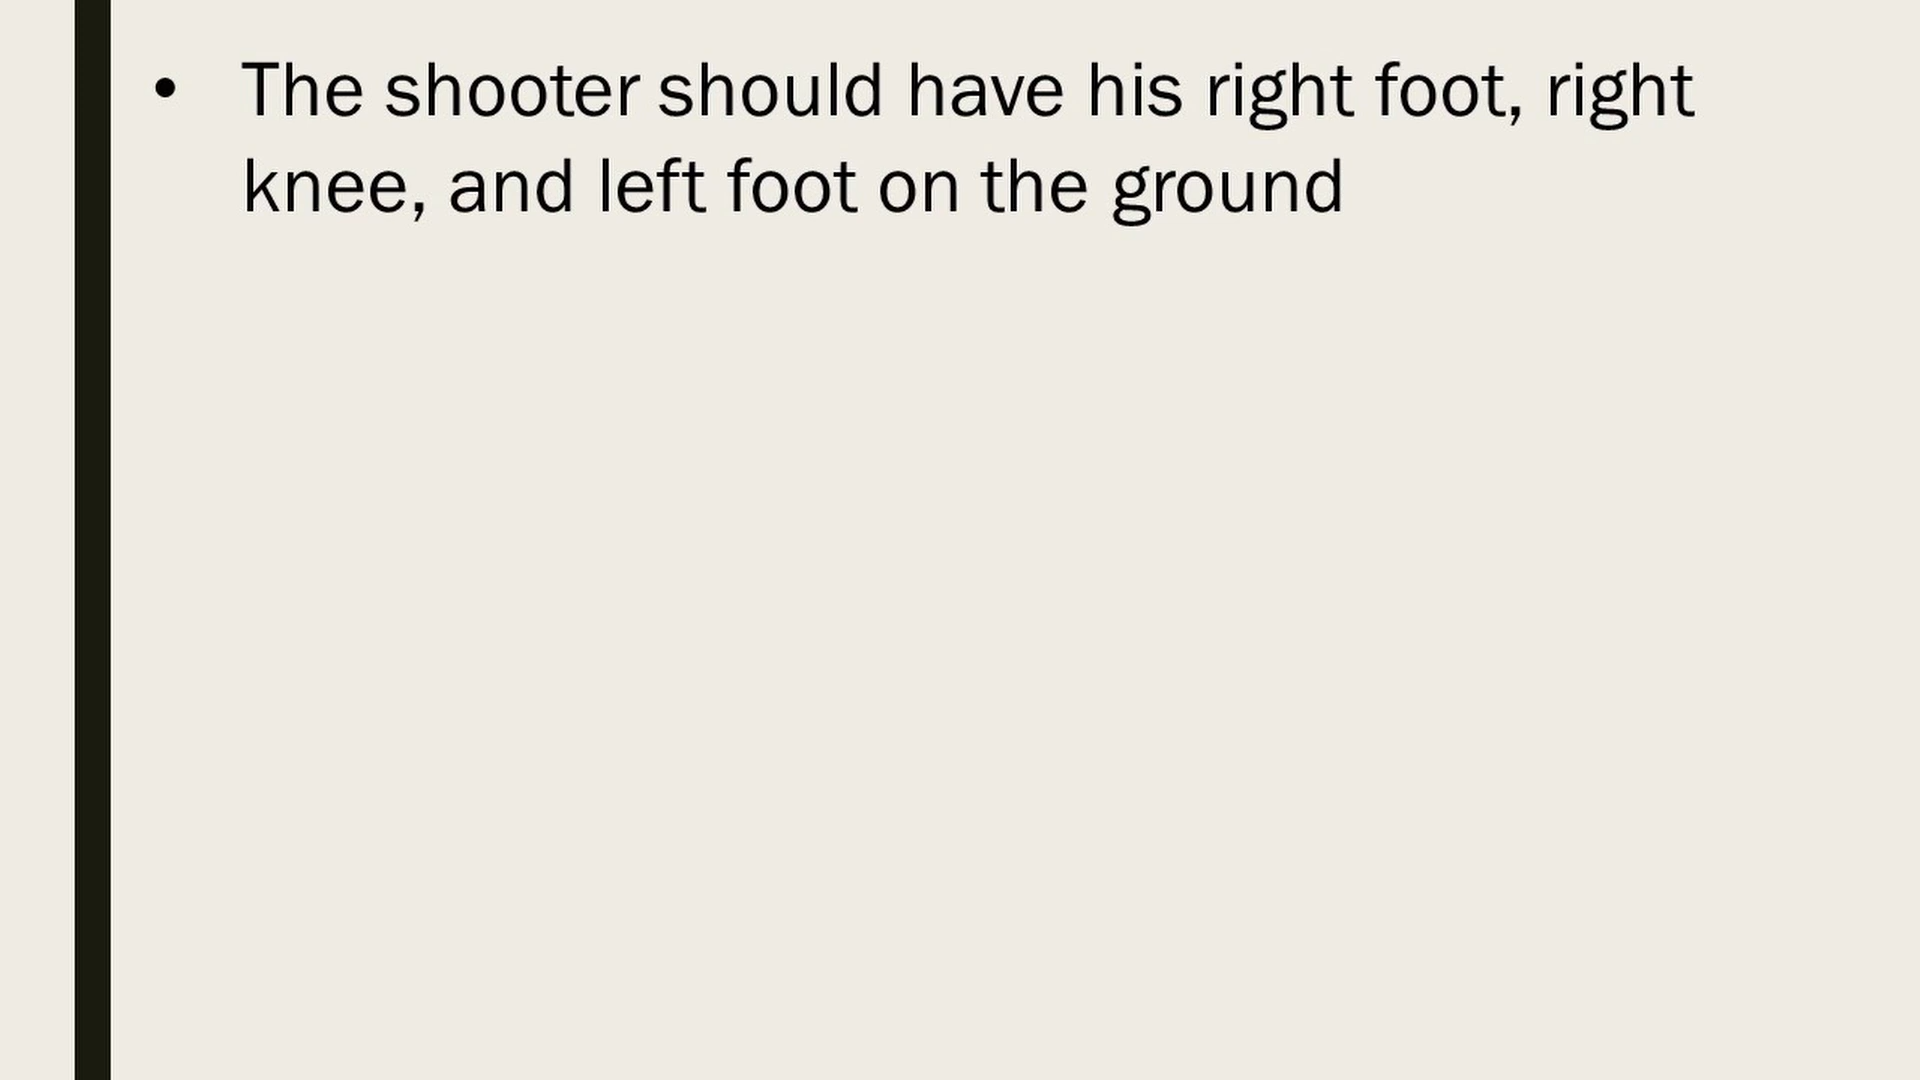 • The shooter should have his right foot, right
knee, and left foot on the ground